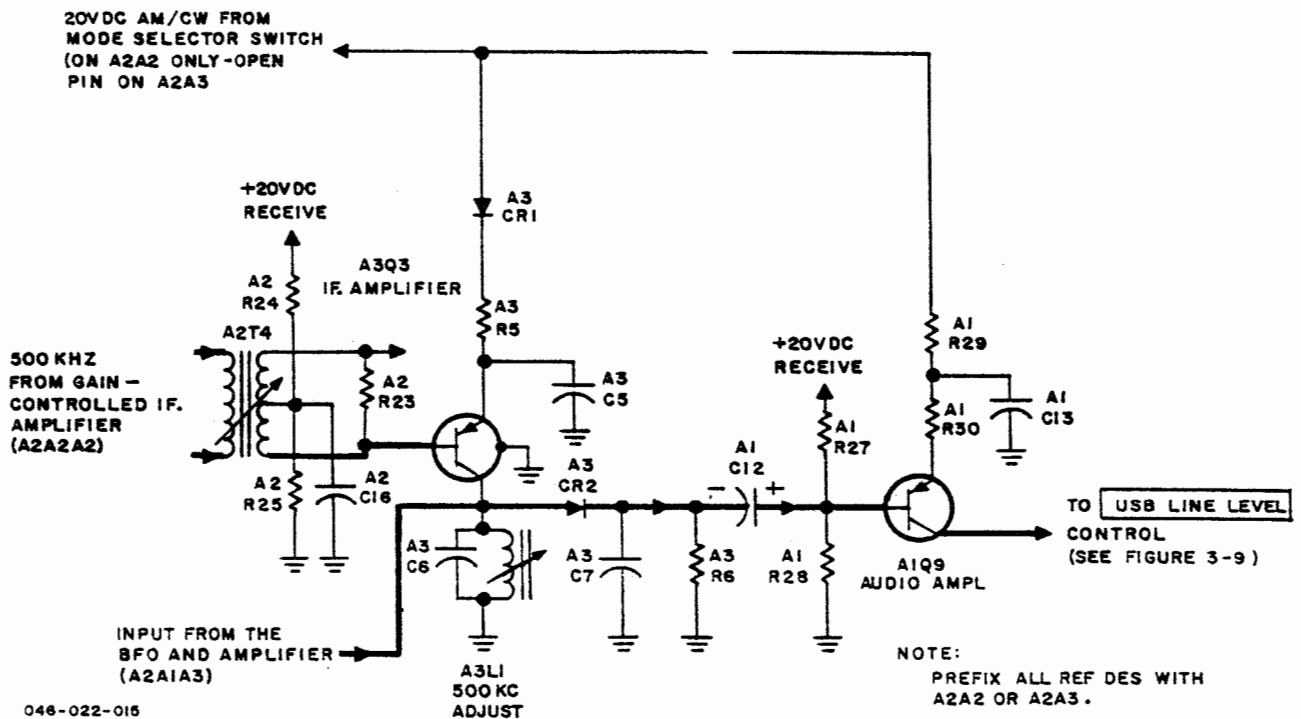 20VDC AM/CW FROM
MODE SELECTOR SWITCH
(ON A2A2 ONLY-OPEN
PIN ON A2A3
+20VDC
RECEIVE
A3
CR1
A2
R24
A3Q3
IF. AMPLIFIER
A3
R5
A2T4
500 KHZ
FROM GAIN-
CONTROLLED IF.
AMPLIFIER
(A2A2A2)
A2
R23
A3
C5
A2
R25
A2
C16
+20VDC
RECEIVE
A1
R29
A1
R30
A1
C13
A1
R27
A3
CR2
A1
C12
- +
A3
C6
A3
C7
A3
R6
A1
R28
A1Q9
AUDIO AMPL
TO USB LINE LEVEL
CONTROL
(SEE FIGURE 3-9)
INPUT FROM THE
BFO AND AMPLIFIER
(A2A1A3)
A3L1
500 KC
ADJUST
NOTE:
PREFIX ALL REF DES WITH
A2A2 OR A2A3.
046-022-015